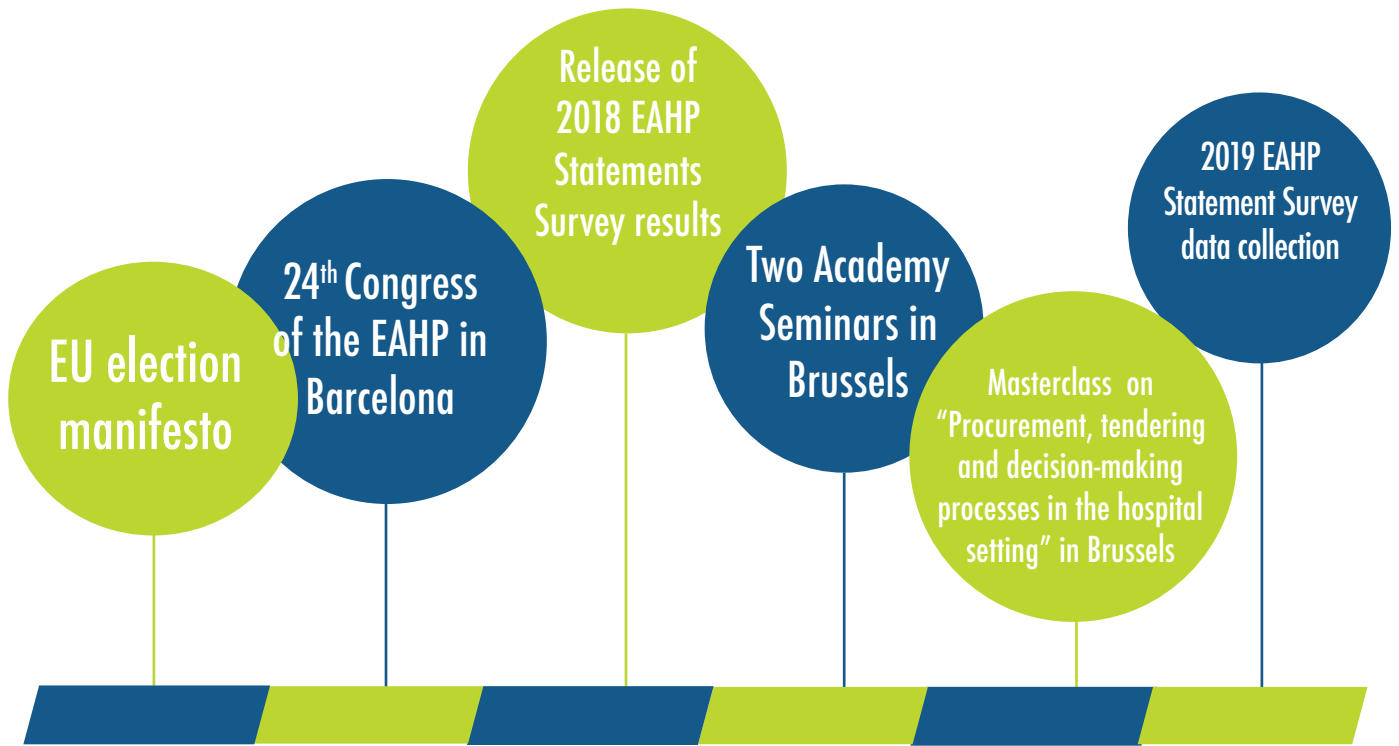 EU election
manifesto
24th Congress
of the EAHP in
Barcelona
Release of
2018 EAHP
Statements
Survey results
Two Academy
Seminars in
Brussels
Masterclass on
“Procurement, tendering
and decision-making
processes in the hospital
setting” in Brussels
2019 EAHP
Statement Survey
data collection